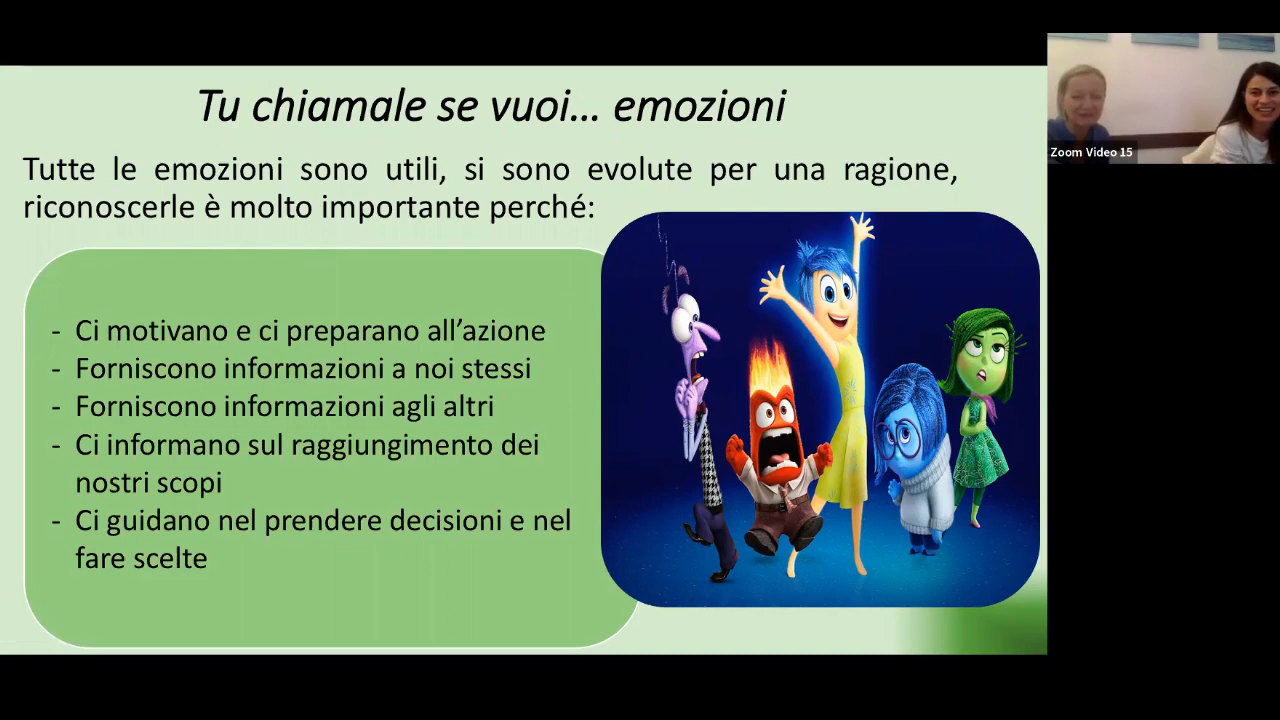 Tu chiamale se vuoi... emozioni
Tutte le emozioni sono utili, si sono evolute per una ragione,
riconoscerle è molto importante perché:
- Ci motivano e ci preparano all’azione
- Forniscono informazioni a noi stessi
- Forniscono informazioni agli altri
- Ci informano sul raggiungimento dei
nostri scopi
- Ci guidano nel prendere decisioni e nel
fare scelte
Zoom Video 15